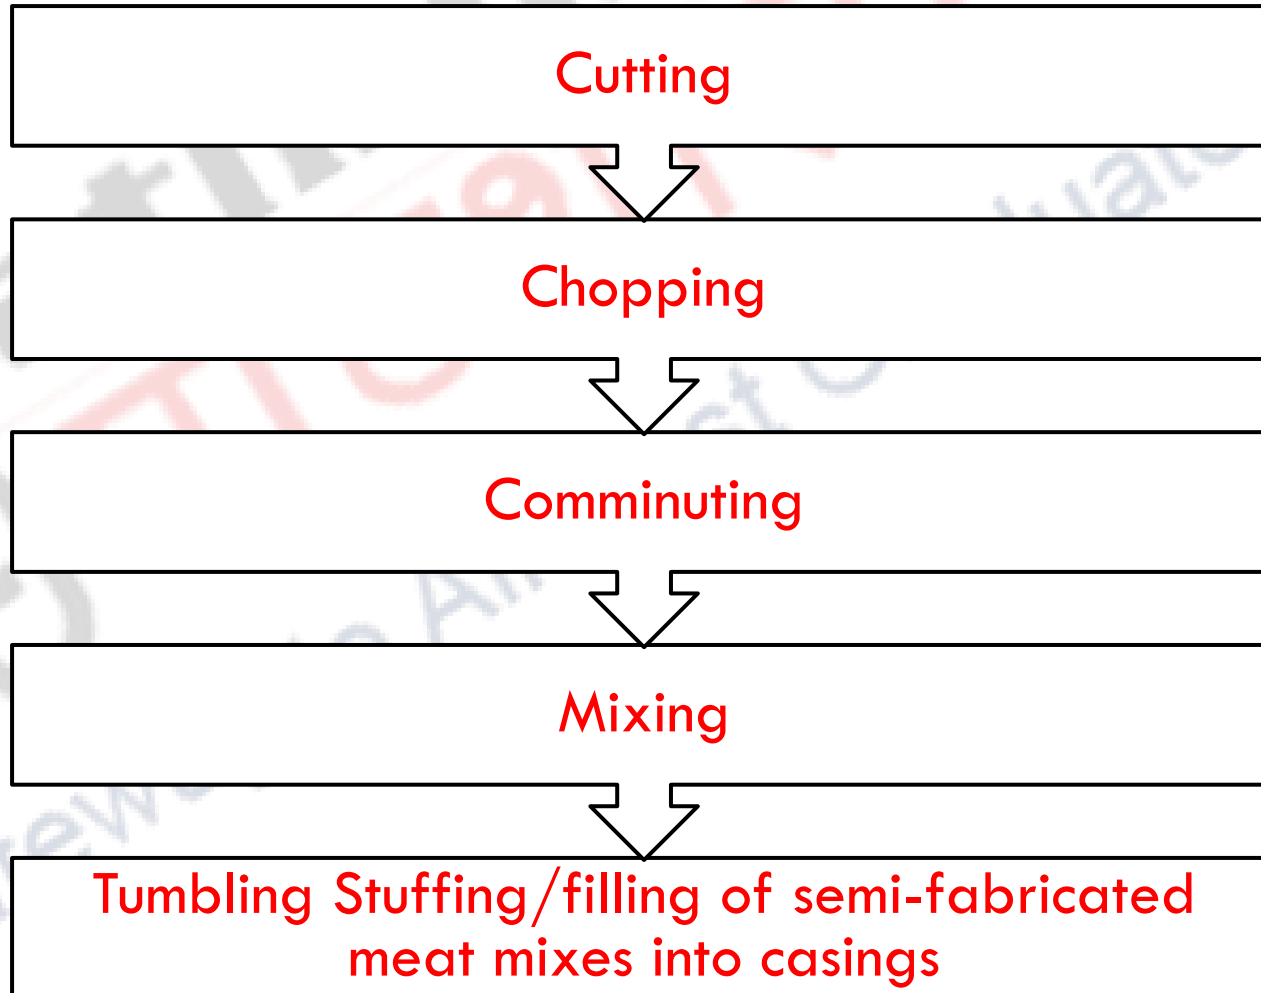 Cutting
Chopping
Comminuting
Mixing
Tumbling Stuffing/filling of semi-fabricated
meat mixes into casings